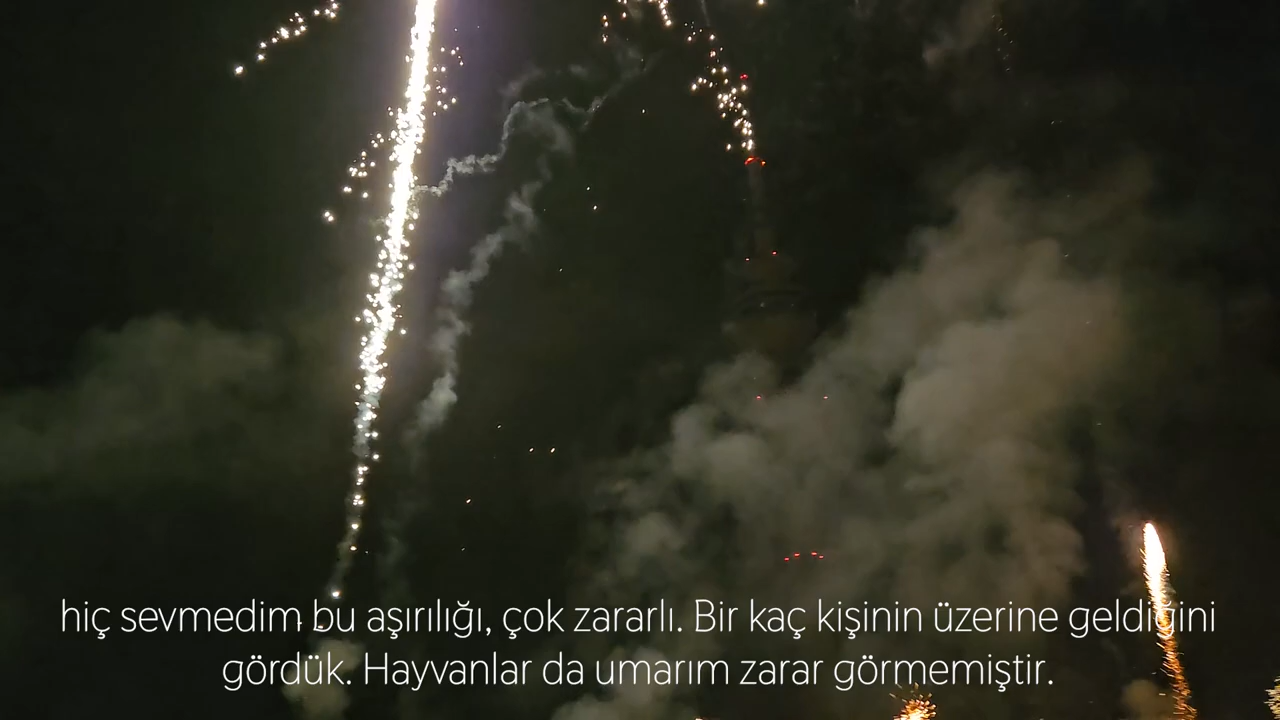 hiç sevmedim bu aşırılığı, çok zararlı. Bir kaç kişinin üzerine geldiğini
gördük. Hayvanlar da umarım zarar görmemiştir.